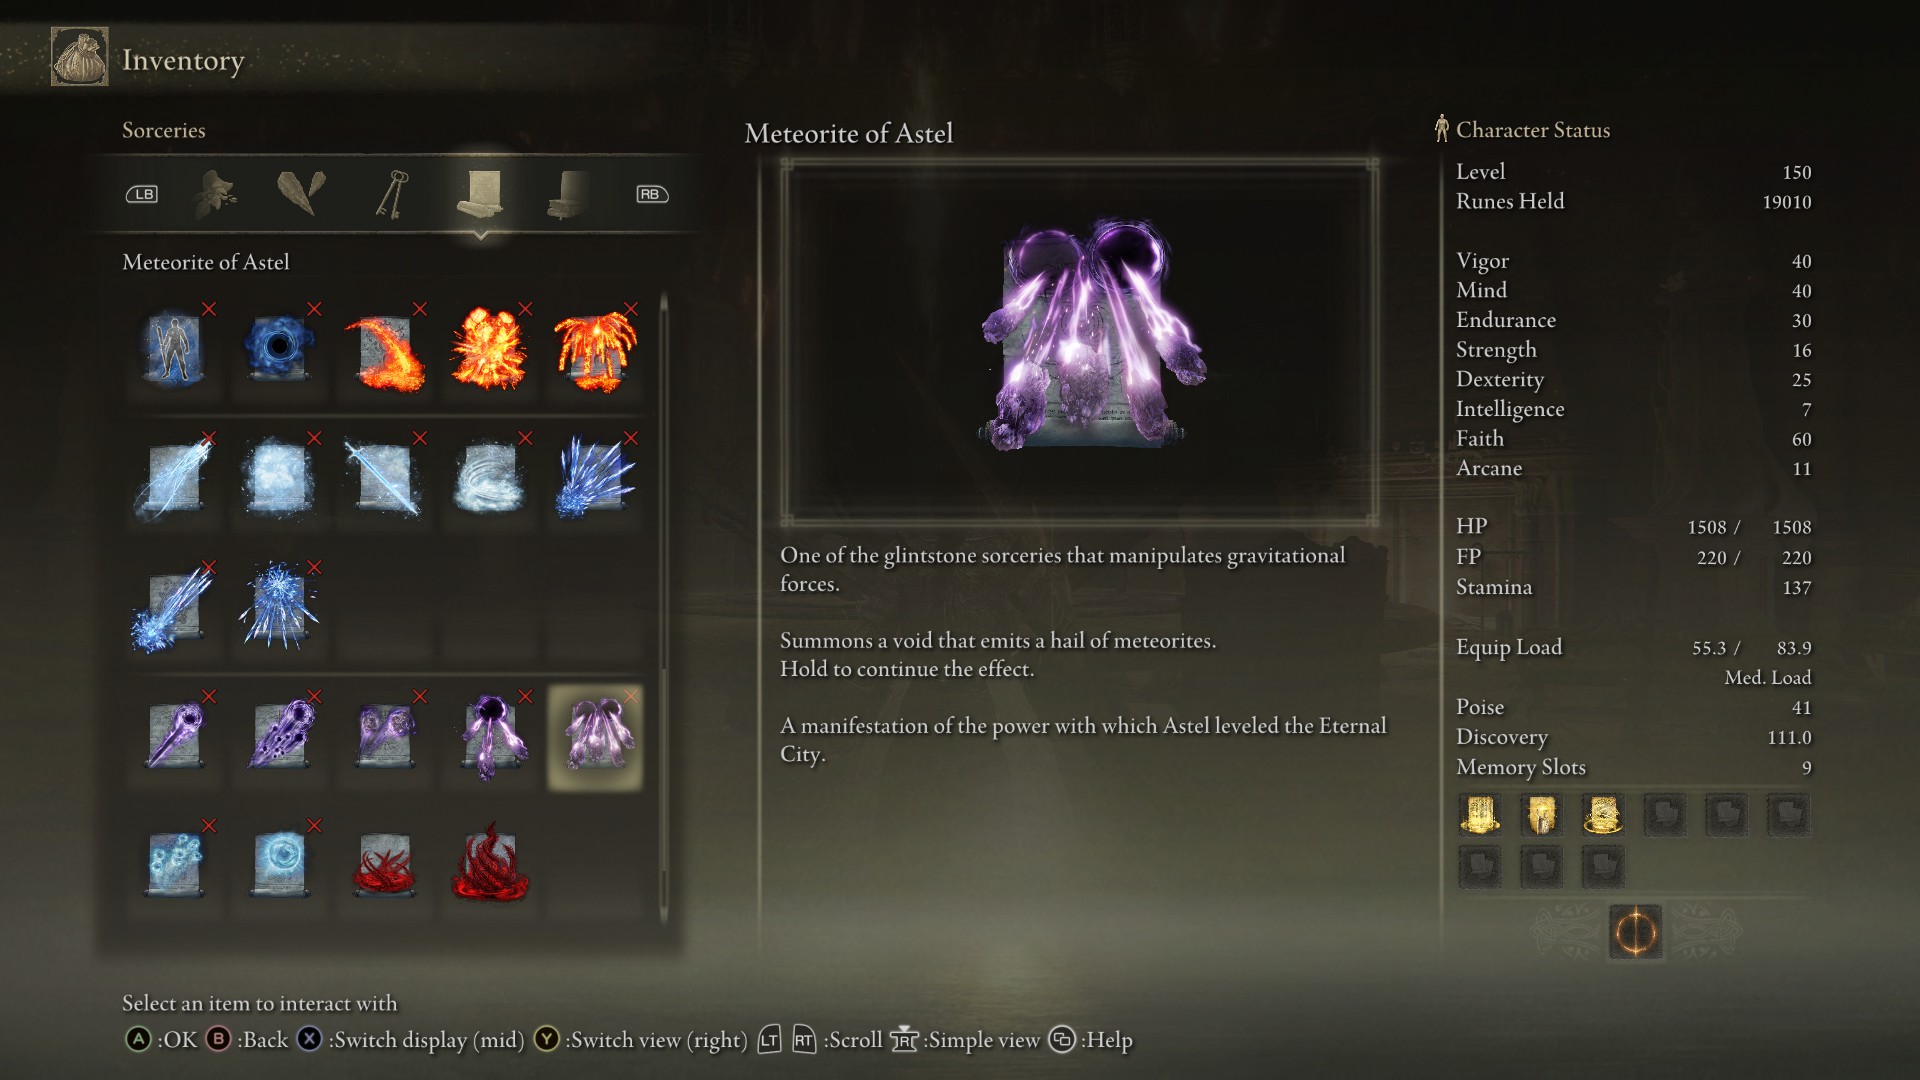 Inventory
Sorceries
LB
RB
Meteorite of Astel
Meteorite of Astel
One of the glintstone sorceries that manipulates gravitational
forces.
Summons a void that emits a hail of meteorites.
Hold to continue the effect.
A manifestation of the power with which Astel leveled the Eternal
City.
Character Status
Level 150
Runes Held 19010
Vigor 40
Mind 40
Endurance 30
Strength 16
Dexterity 25
Intelligence 7
Faith 60
Arcane 11
HP 1508 / 1508
FP 220 / 220
Stamina 137
Equip Load 55.3 / 83.9
Med. Load
Poise 41
Discovery 111.0
Memory Slots 9
Select an item to interact with
A :OK B :Back X :Switch display (mid) Y :Switch view (right) LT RT :Scroll R :Simple view :Help